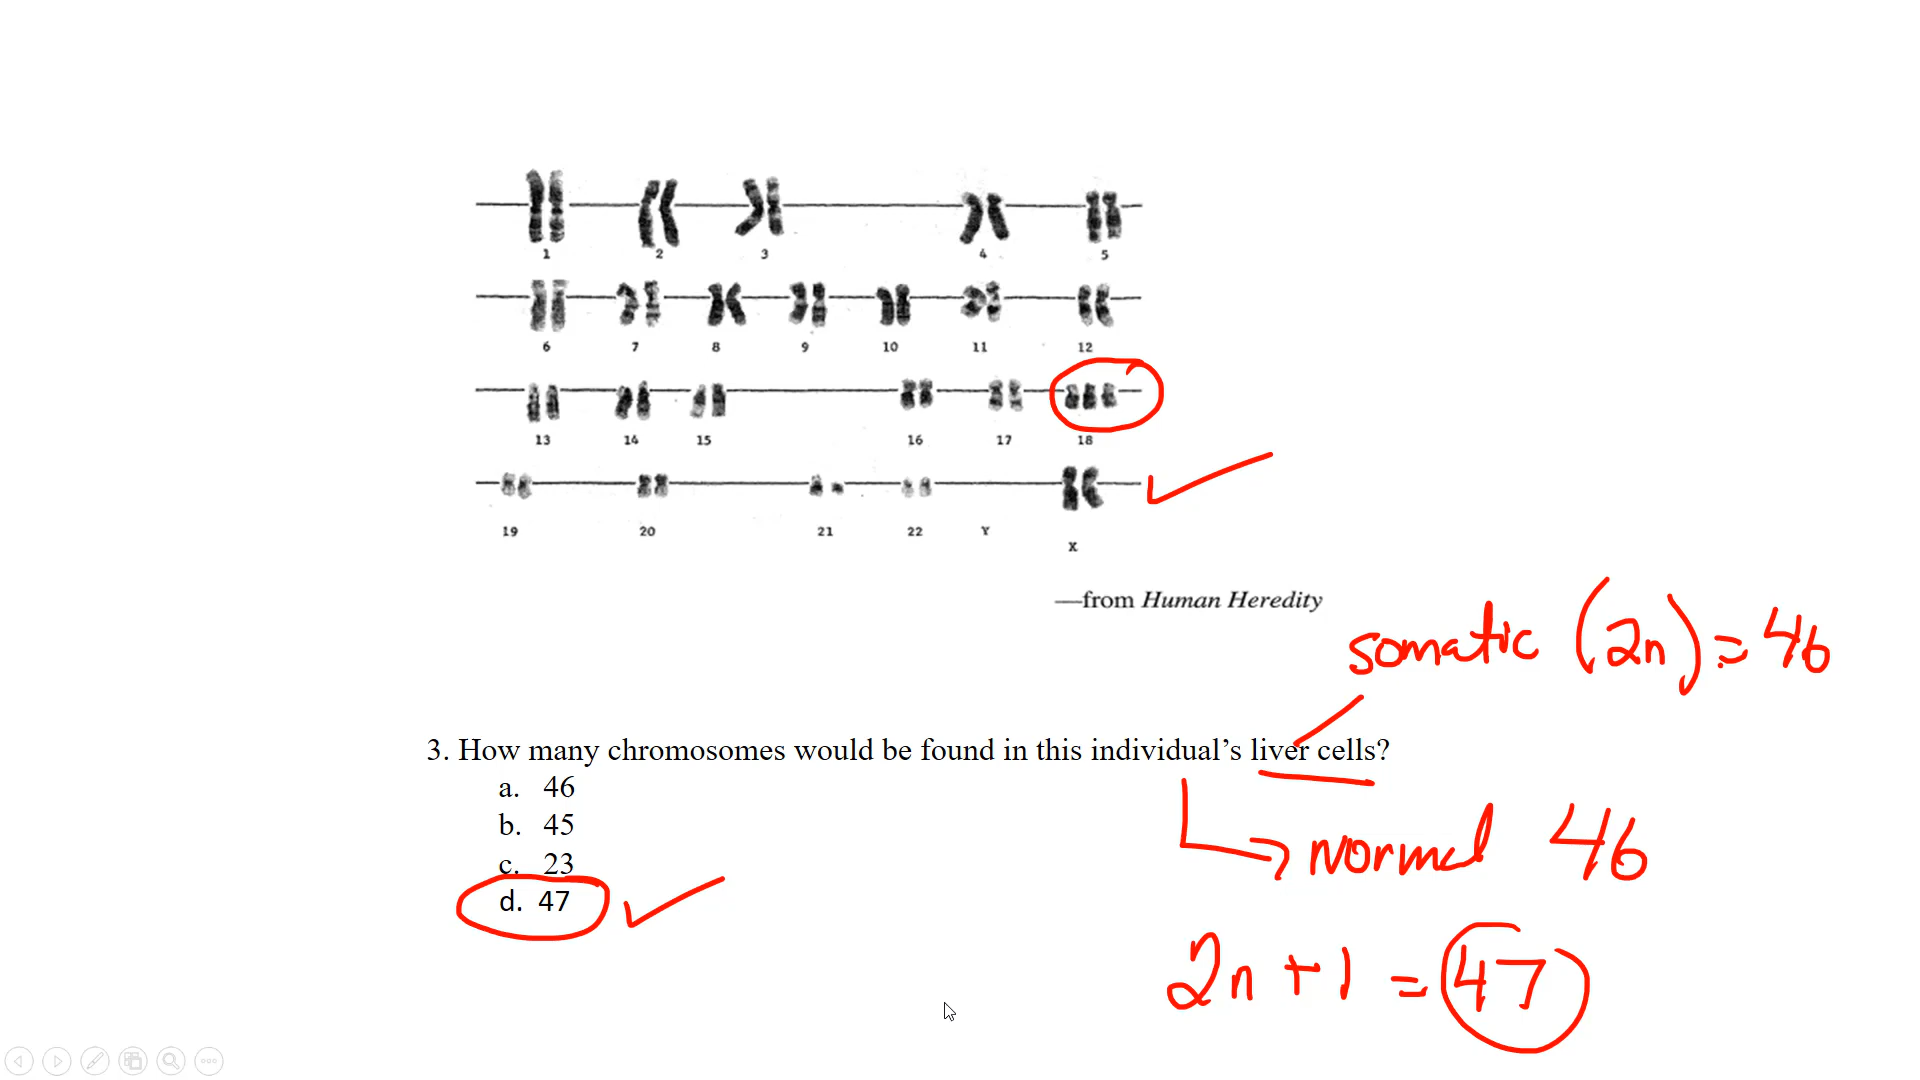 1 2 3 4 5
6 7 8 9 10 11 12
13 14 15 16 17 18
19 20 21 22 Y X
—from Human Heredity
somatic (2n) = 46
3. How many chromosomes would be found in this individual’s liver cells?
a. 46
b. 45
c. 23
d. 47
normal 46
2n + 1 = 47